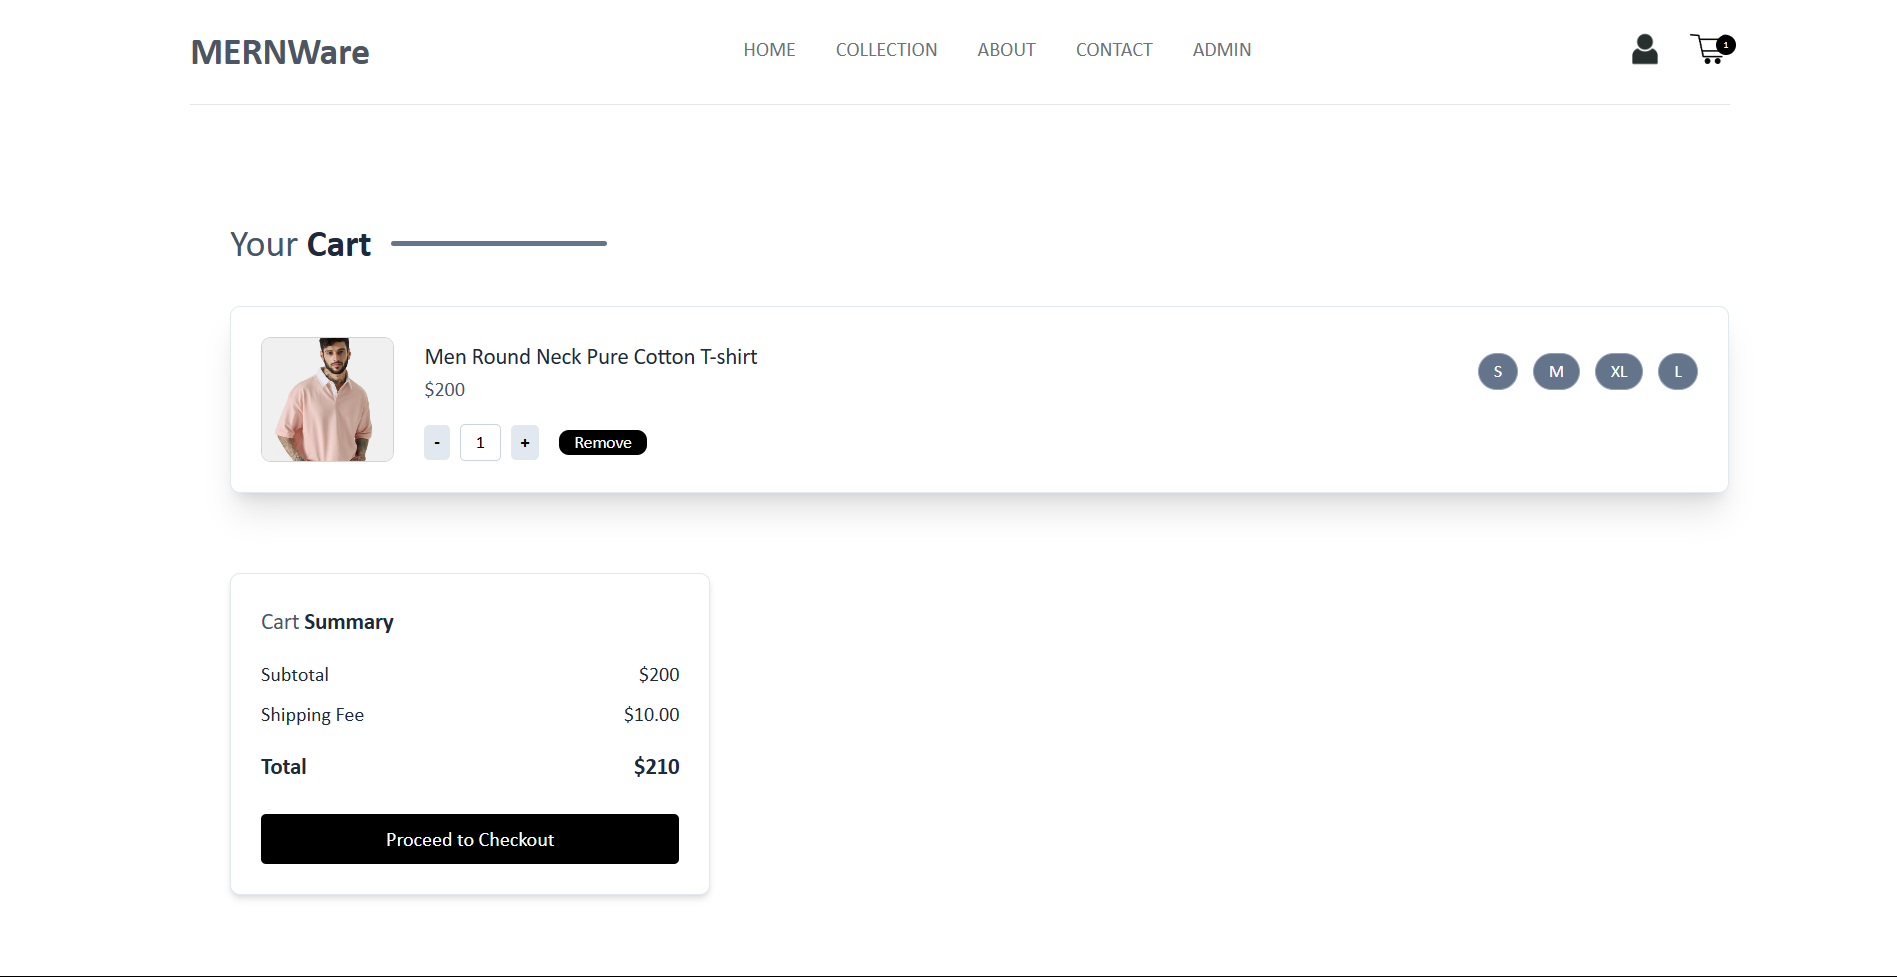 MERNWare
HOME COLLECTION ABOUT CONTACT ADMIN
1
Your Cart
Men Round Neck Pure Cotton T-shirt
$200
- 1 + Remove
S M XL L
Cart Summary
Subtotal $200
Shipping Fee $10.00
Total $210
Proceed to Checkout